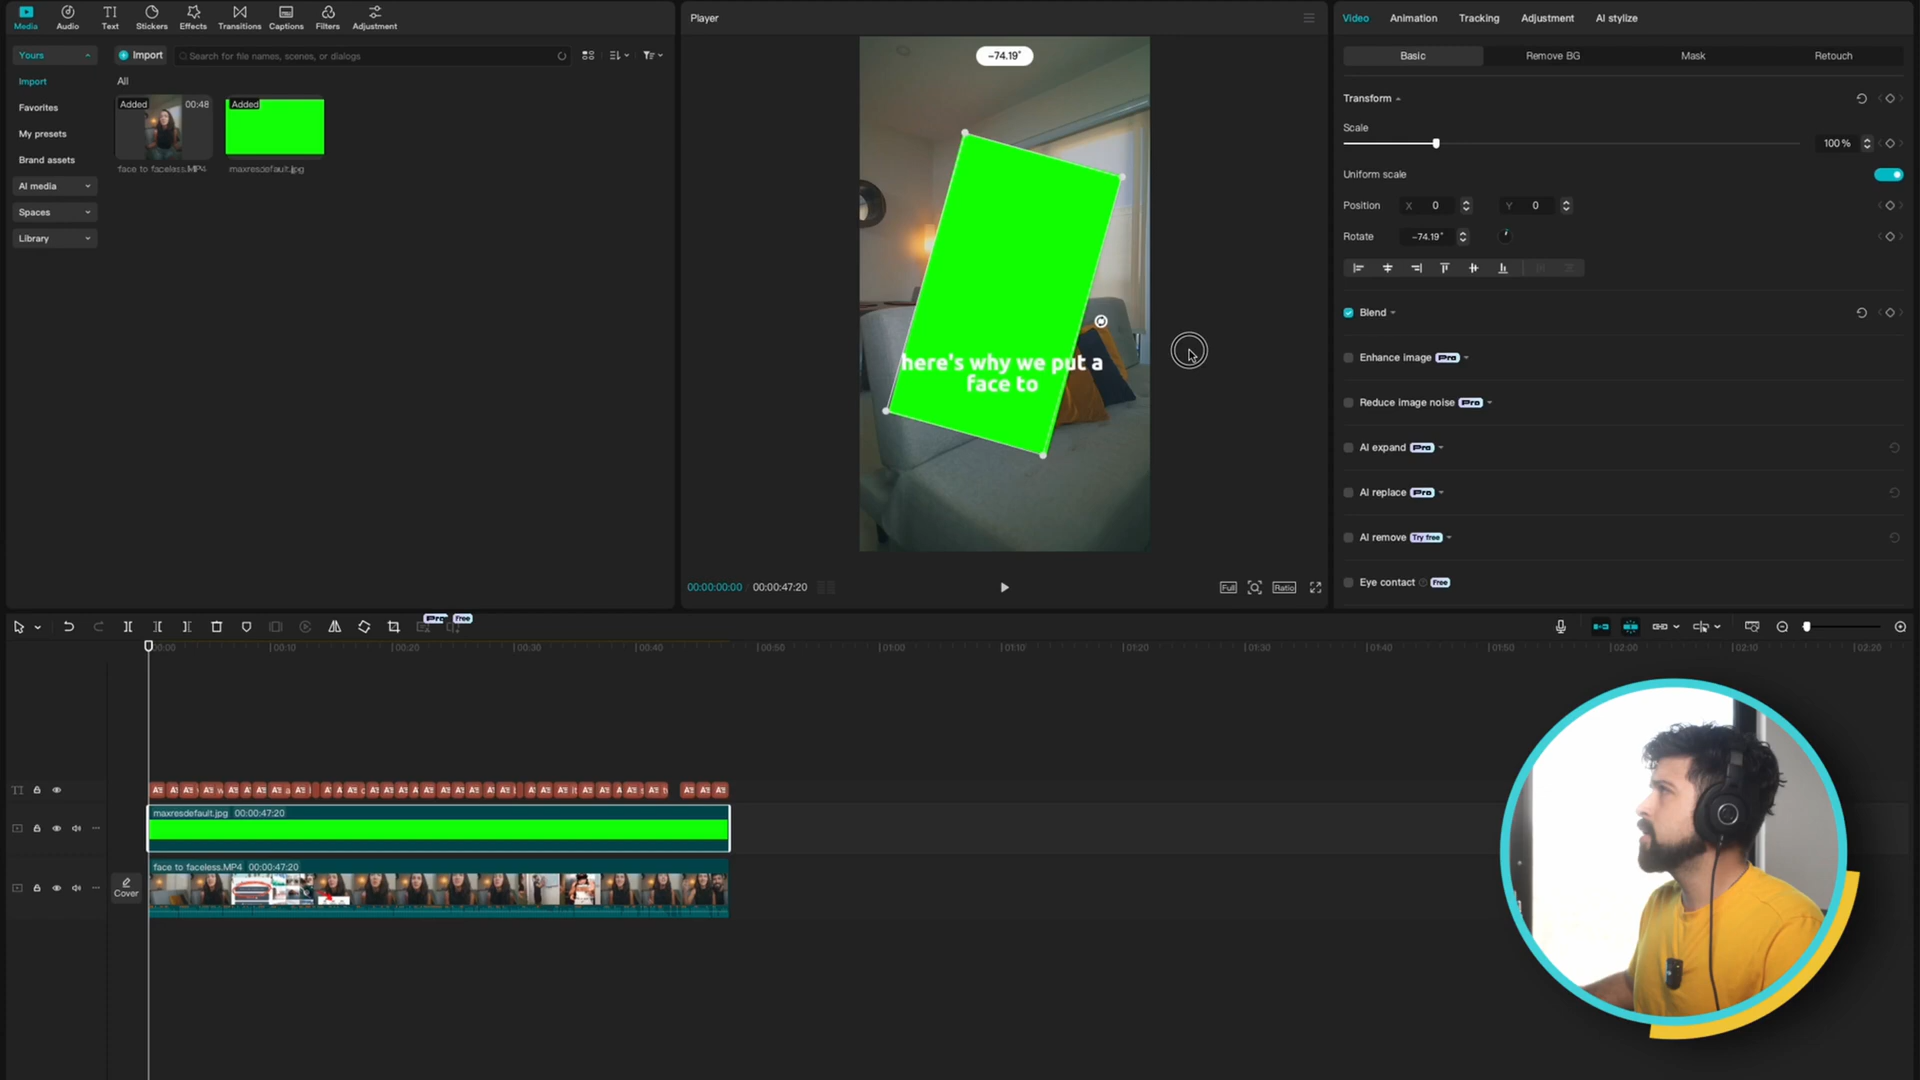 Media
Audio
Text
Stickers
Effects
Transitions
Captions
Filters
Adjustment
Yours
Import
Favorites
My presets
Brand assets
AI media
Spaces
Library
Import
Search for file names, scenes, or dialogs
All
Added
00:48
face to faceless.MP4
Added
maxresdefault.jpg
Player
-74.19°
here's why we put a
face to
00:00:00:00 / 00:00:47:20
Full
Ratio
Video
Animation
Tracking
Adjustment
AI stylize
Basic
Remove BG
Mask
Retouch
Transform
Scale
100 %
Uniform scale
Position
X 0
Y 0
Rotate
-74.19°
Blend
Enhance image Pro
Reduce image noise Pro
AI expand Pro
AI replace Pro
AI remove Try free
Eye contact Free
Pro
Free
00:00
00:10
00:20
00:30
00:40
00:50
01:00
01:10
01:20
01:30
01:40
01:50
02:00
02:10
02:20
TI
maxresdefault.jpg 00:00:47:20
face to faceless.MP4 00:00:47:20
Cover